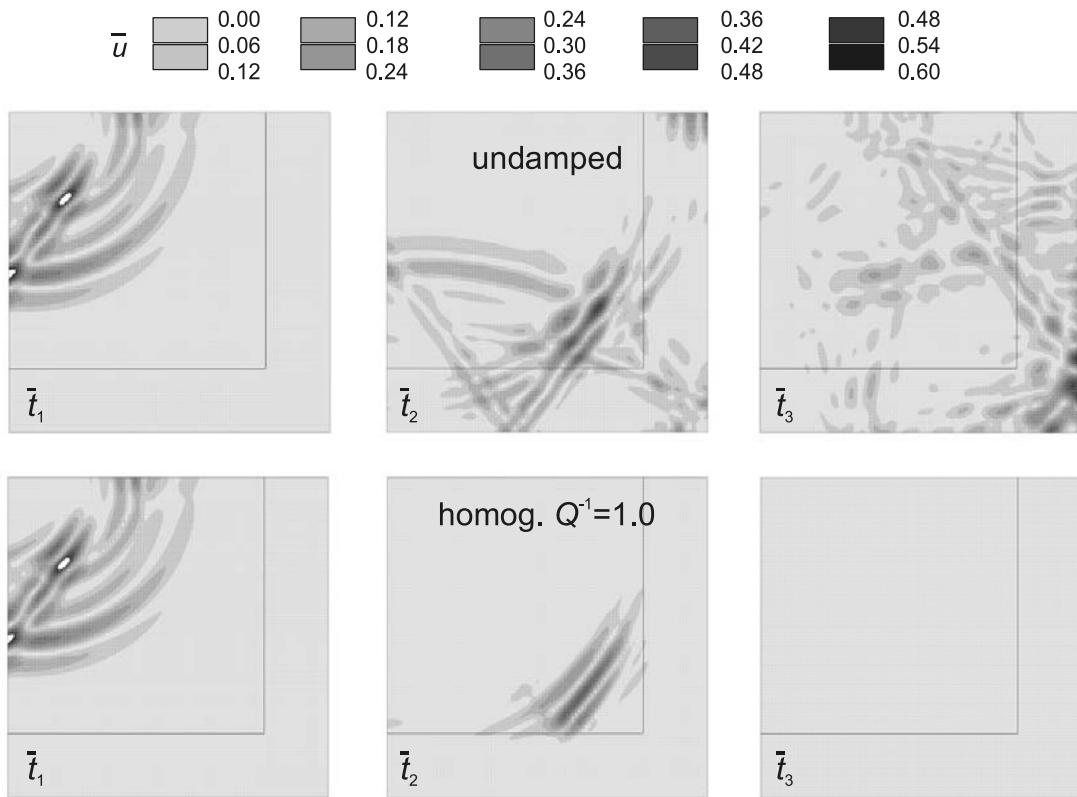 u̅
0.00 0.12 0.24 0.36 0.48
0.06 0.18 0.30 0.42 0.54
0.12 0.24 0.36 0.48 0.60
undamped
t̅₁ t̅₂ t̅₃
homog. Q⁻¹=1.0
t̅₁ t̅₂ t̅₃